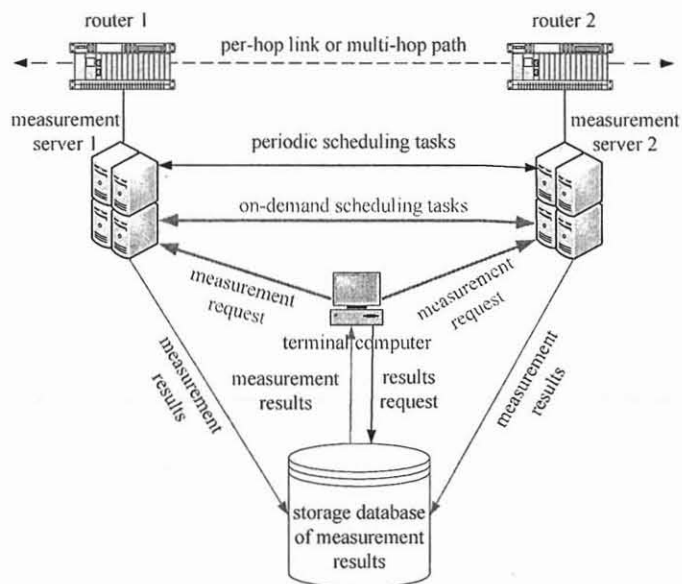 router 1
router 2
per-hop link or multi-hop path
measurement
server 1
measurement
server 2
periodic scheduling tasks
on-demand scheduling tasks
measurement
request
measurement
request
terminal computer
measurement
results
measurement
results
results
request
measurement
results
storage database
of measurement
results